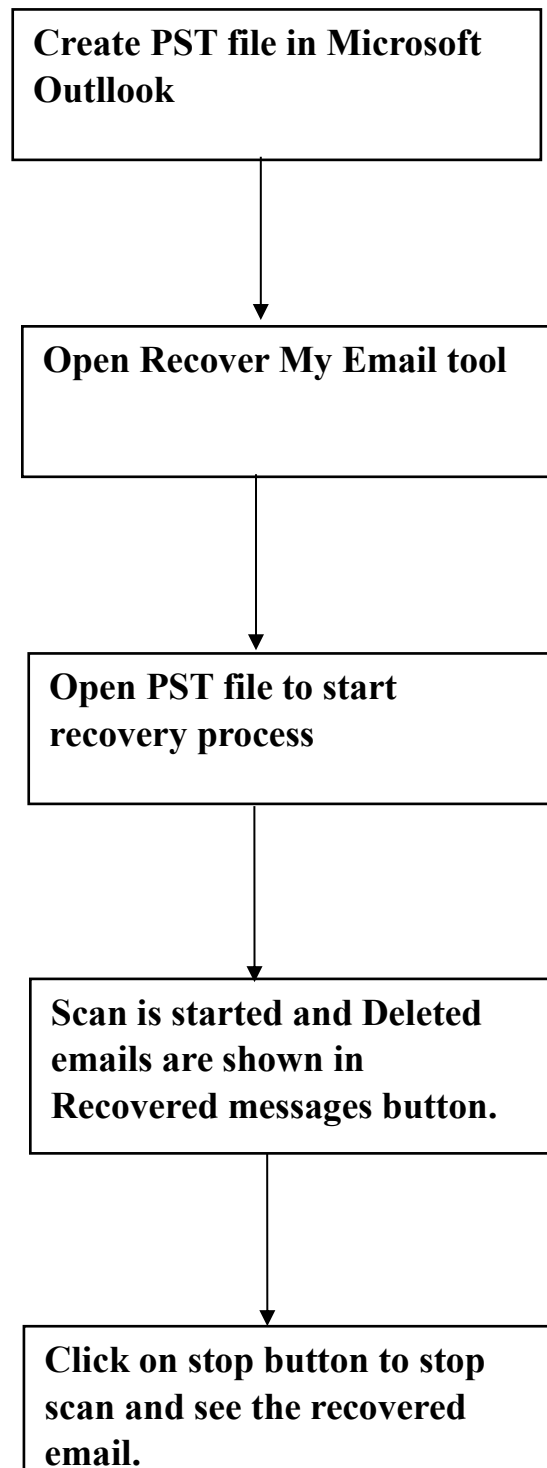 Create PST file in Microsoft
Outllook
Open Recover My Email tool
Open PST file to start
recovery process
Scan is started and Deleted
emails are shown in
Recovered messages button.
Click on stop button to stop
scan and see the recovered
email.